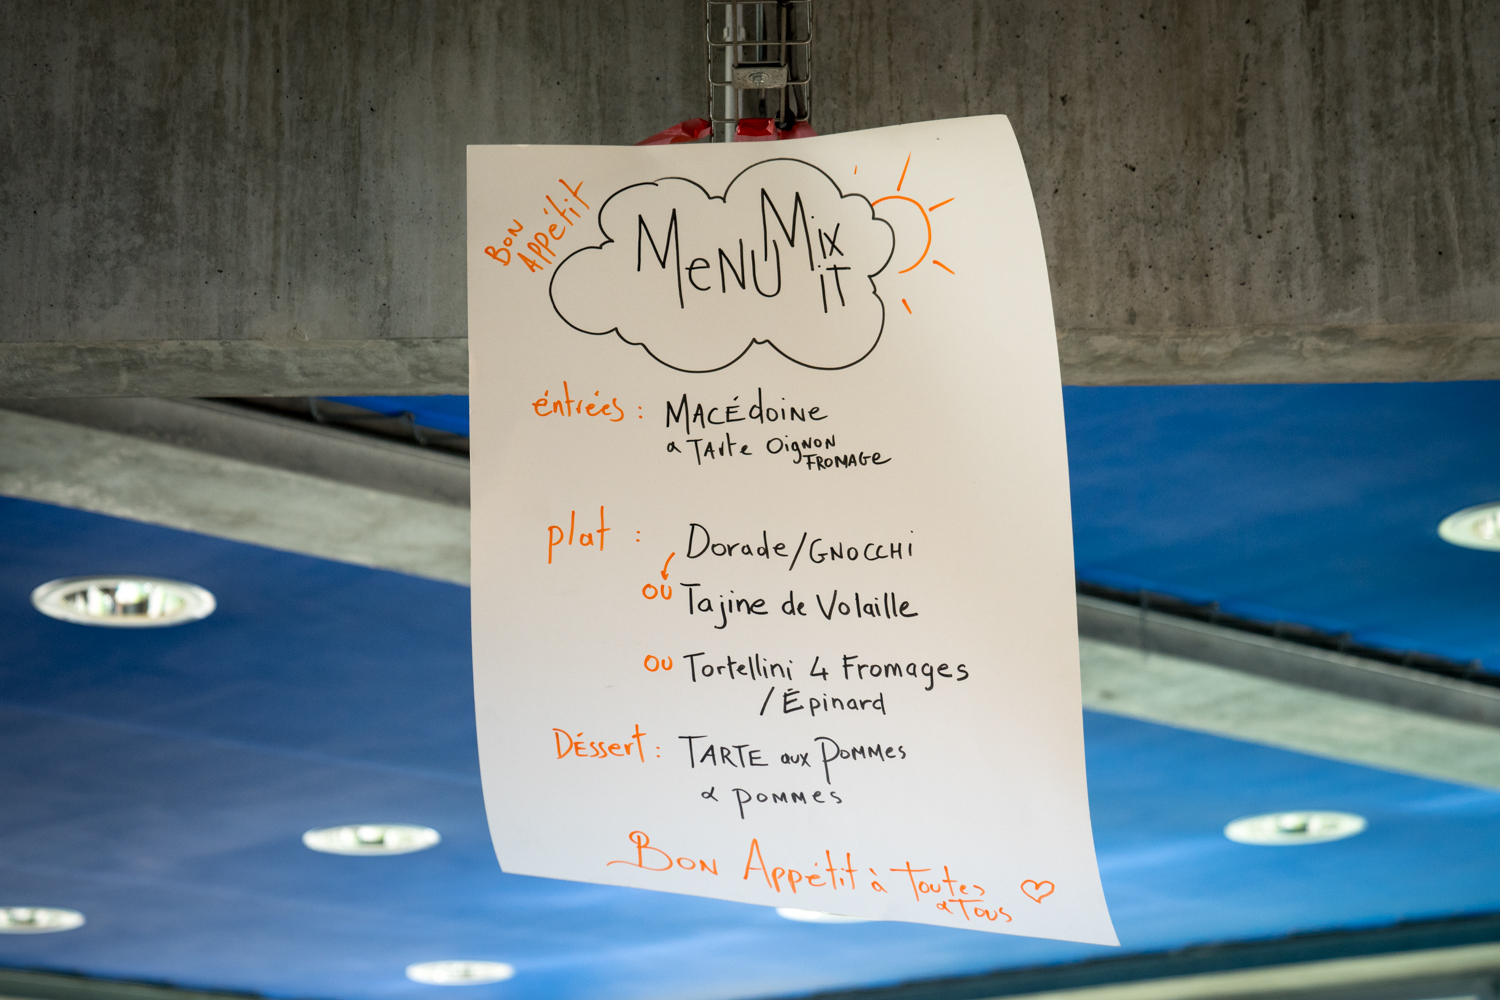 Bon
Appétit
Menu Mix
it
éntrées : Macédoine
& Tarte Oignon
Fromage
plat : Dorade/Gnocchi
ou Tajine de Volaille
ou Tortellini 4 Fromages
/Épinard
Déssert : Tarte aux Pommes
& pommes
Bon Appétit à Toutes
& Tous